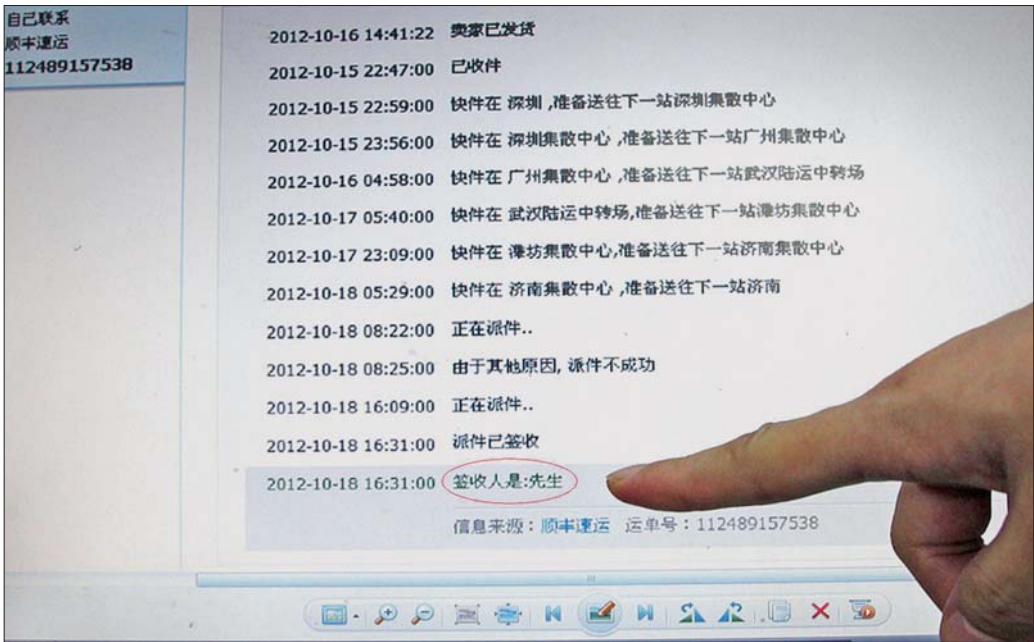 自己联系
顺丰速运
112489157538
2012-10-16 14:41:22 卖家已发货
2012-10-15 22:47:00 已收件
2012-10-15 22:59:00 快件在 深圳 ,准备送往下一站深圳集散中心
2012-10-15 23:56:00 快件在 深圳集散中心 ,准备送往下一站广州集散中心
2012-10-16 04:58:00 快件在 广州集散中心 ,准备送往下一站武汉陆运中转场
2012-10-17 05:40:00 快件在 武汉陆运中转场,准备送往下一站潍坊集散中心
2012-10-17 23:09:00 快件在 潍坊集散中心,准备送往下一站济南集散中心
2012-10-18 05:29:00 快件在 济南集散中心 ,准备送往下一站济南
2012-10-18 08:22:00 正在派件..
2012-10-18 08:25:00 由于其他原因, 派件不成功
2012-10-18 16:09:00 正在派件..
2012-10-18 16:31:00 派件已签收
2012-10-18 16:31:00 签收人是:先生
信息来源：顺丰速运 运单号：112489157538